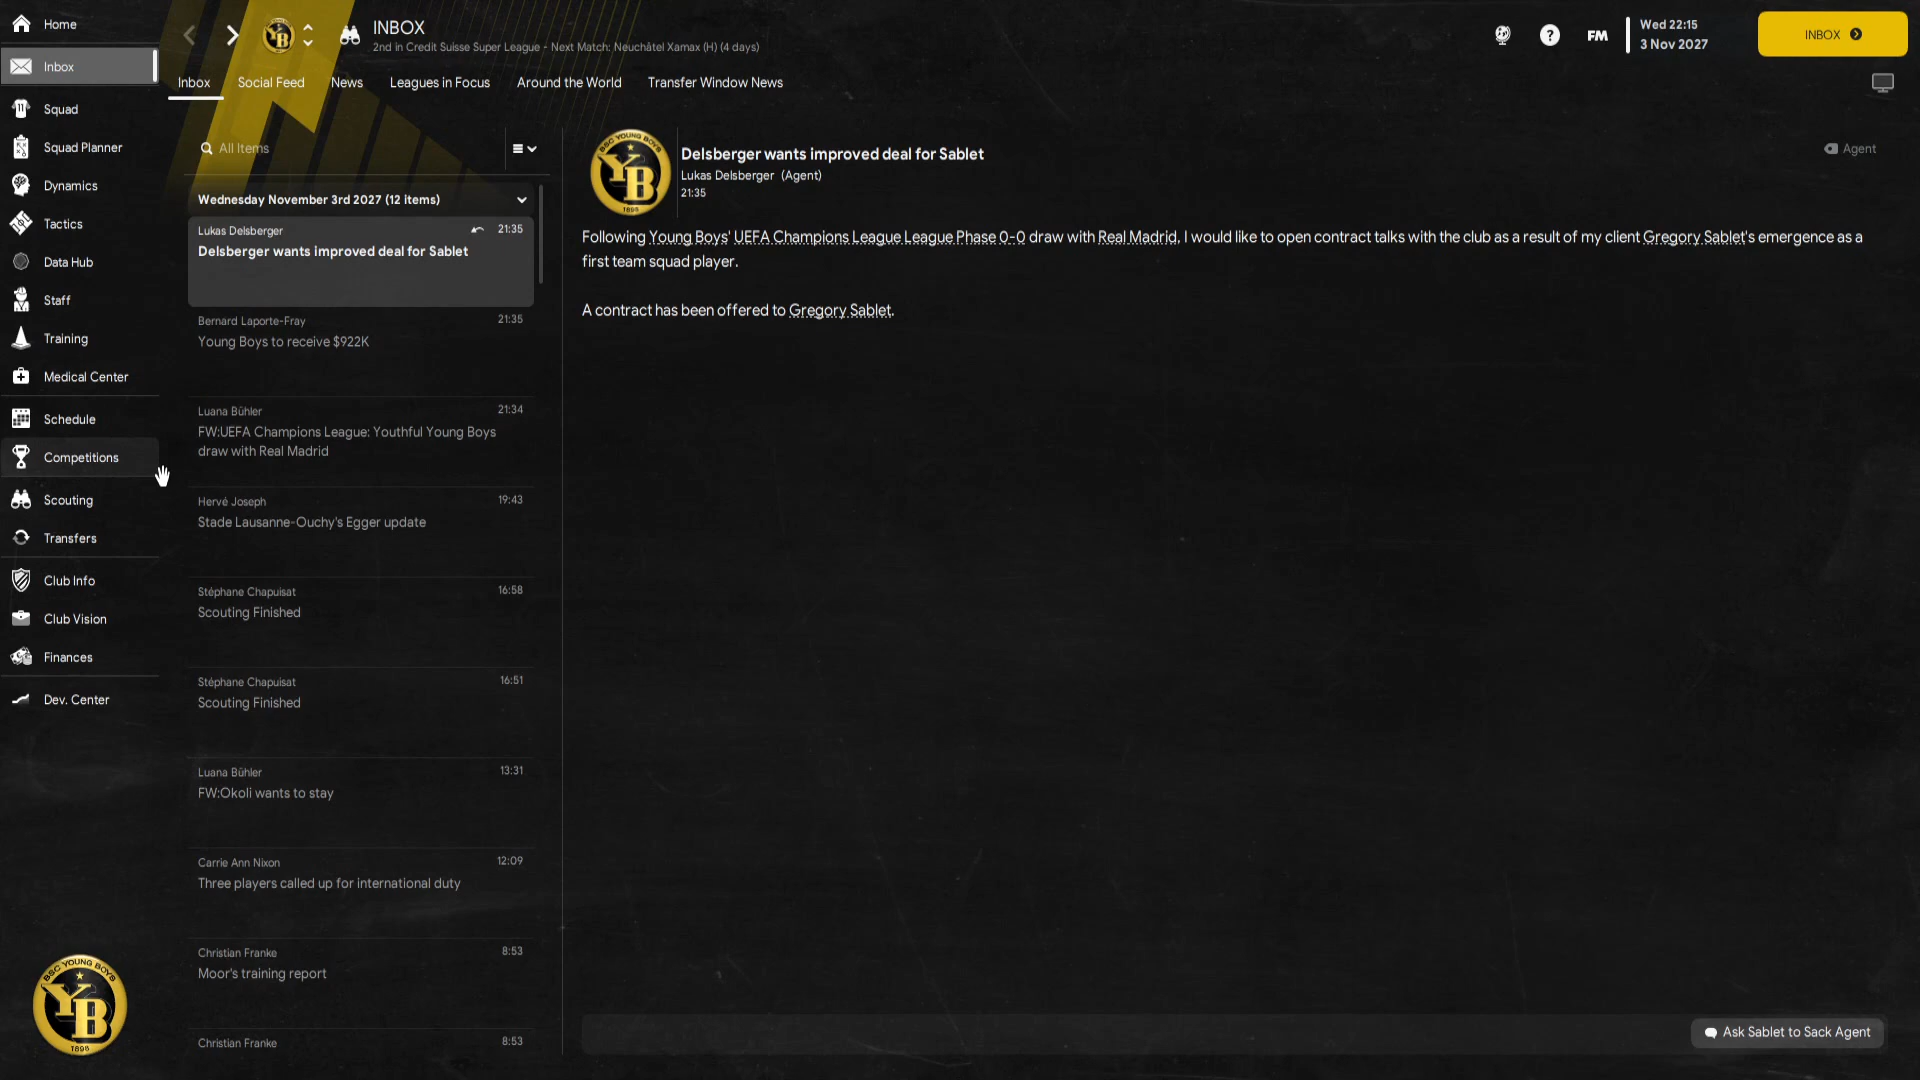 Home
Inbox
Squad
Squad Planner
Dynamics
Tactics
Data Hub
Staff
Training
Medical Center
Schedule
Competitions
Scouting
Transfers
Club Info
Club Vision
Finances
Dev. Center
BSC YOUNG BOYS
YB
1898
INBOX
2nd in Credit Suisse Super League - Next Match: Neuchâtel Xamax (H) (4 days)
FM
Wed 22:15
3 Nov 2027
INBOX
Inbox
Social Feed
News
Leagues in Focus
Around the World
Transfer Window News
All Items
Wednesday November 3rd 2027 (12 items)
Lukas Delsberger 21:35
Delsberger wants improved deal for Sablet
Bernard Laporte-Fray 21:35
Young Boys to receive $922K
Luana Bühler 21:34
FW:UEFA Champions League: Youthful Young Boys
draw with Real Madrid
Hervé Joseph 19:43
Stade Lausanne-Ouchy's Egger update
Stéphane Chapuisat 16:58
Scouting Finished
Stéphane Chapuisat 16:51
Scouting Finished
Luana Bühler 13:31
FW:Okoli wants to stay
Carrie Ann Nixon 12:09
Three players called up for international duty
Christian Franke 8:53
Moor's training report
Christian Franke 8:53
BSC YOUNG BOYS
YB
1898
Delsberger wants improved deal for Sablet
Lukas Delsberger (Agent)
21:35
Agent
Following Young Boys' UEFA Champions League League Phase 0-0 draw with Real Madrid, I would like to open contract talks with the club as a result of my client Gregory Sablet's emergence as a
first team squad player.
A contract has been offered to Gregory Sablet.
Ask Sablet to Sack Agent